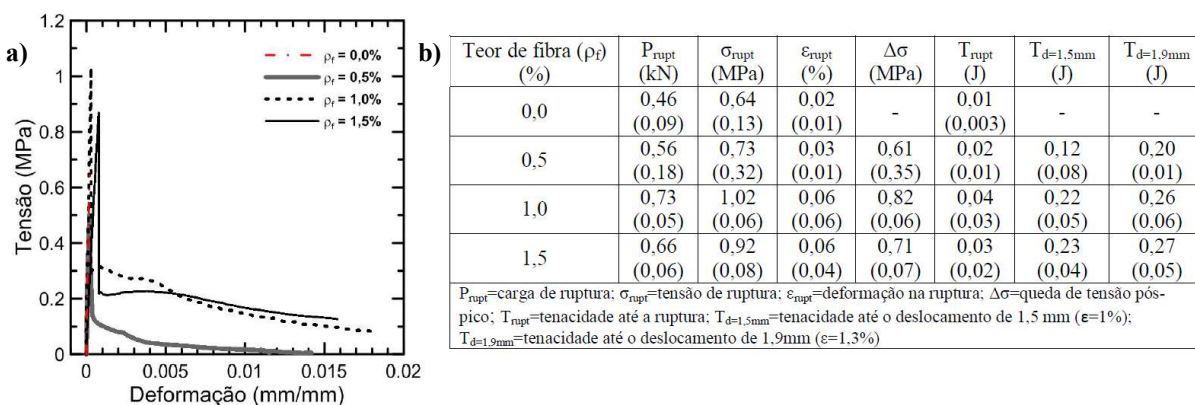 a)
1.2
1
0.8
0.6
0.4
0.2
0
Tensão (MPa)
ρf = 0,0%
ρf = 0,5%
ρf = 1,0%
ρf = 1,5%
0 0.005 0.01 0.015 0.02
Deformação (mm/mm)
b)
Teor de fibra (ρf) (%) Prupt (kN) σrupt (MPa) εrupt (%) Δσ (MPa) Trupt (J) Td=1,5mm (J) Td=1,9mm (J)
0,0 0,46 (0,09) 0,64 (0,13) 0,02 (0,01) - 0,01 (0,003) - -
0,5 0,56 (0,18) 0,73 (0,32) 0,03 (0,01) 0,61 (0,35) 0,02 (0,01) 0,12 (0,08) 0,20 (0,01)
1,0 0,73 (0,05) 1,02 (0,06) 0,06 (0,01) 0,82 (0,06) 0,04 (0,03) 0,22 (0,05) 0,26 (0,06)
1,5 0,66 (0,06) 0,92 (0,08) 0,06 (0,04) 0,71 (0,07) 0,03 (0,02) 0,23 (0,04) 0,27 (0,05)
Prupt=carga de ruptura; σrupt=tensão de ruptura; εrupt=deformação na ruptura; Δσ=queda de tensão pós-
pico; Trupt=tenacidade até a ruptura; Td=1,5mm=tenacidade até o deslocamento de 1,5 mm (ε=1%);
Td=1,9mm=tenacidade até o deslocamento de 1,9mm (ε=1,3%)